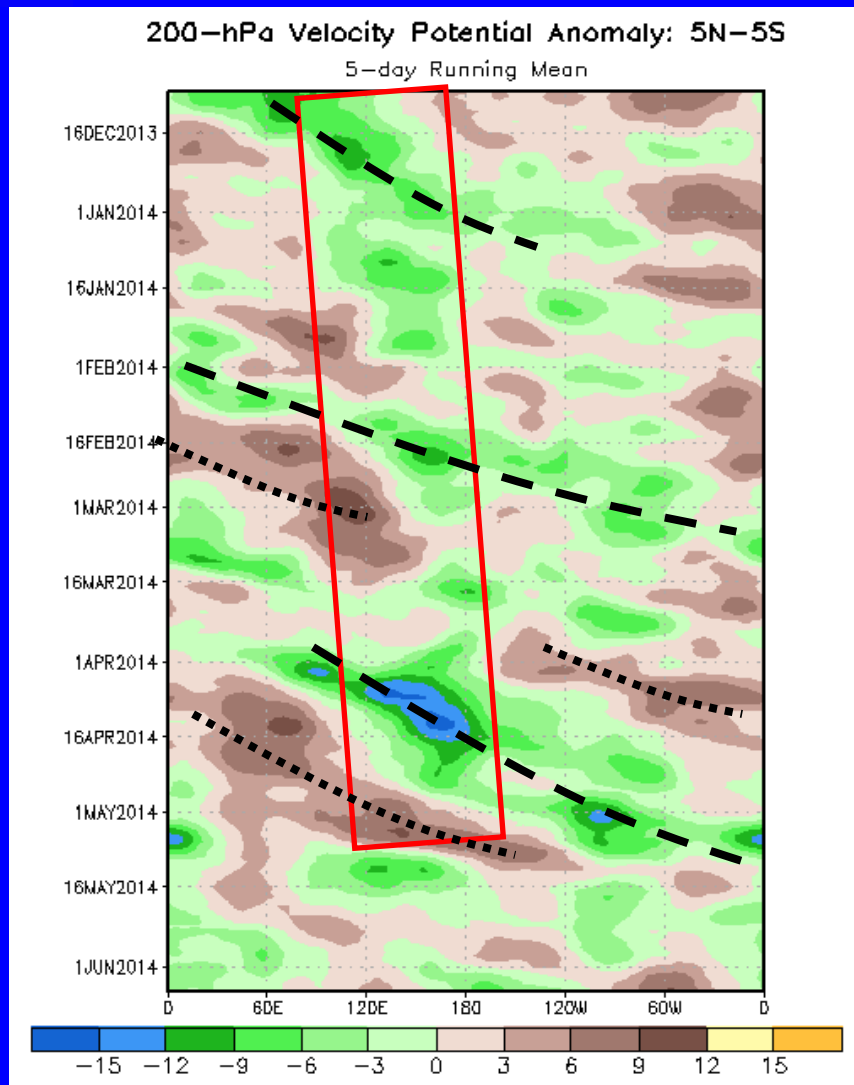 200-hPa Velocity Potential Anomaly: 5N-5S
5-day Running Mean
16DEC2013
1JAN2014
16JAN2014
1FEB2014
16FEB2014
1MAR2014
16MAR2014
1APR2014
16APR2014
1MAY2014
16MAY2014
1JUN2014
0 60E 120E 180 120W 60W 0
-15 -12 -9 -6 -3 0 3 6 9 12 15